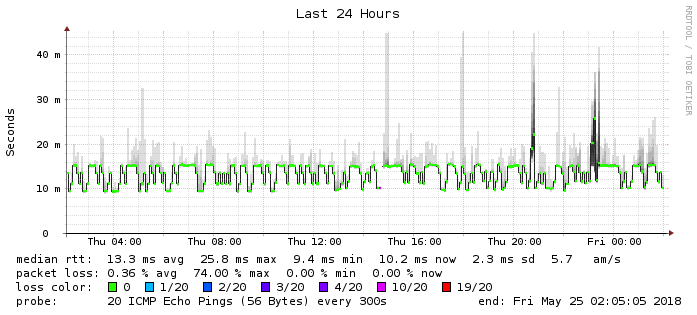 Last 24 Hours
RRDTOOL / TOBI OETIKER
Seconds
40 m
30 m
20 m
10 m
0
Thu 04:00 Thu 08:00 Thu 12:00 Thu 16:00 Thu 20:00 Fri 00:00
median rtt: 13.3 ms avg 25.8 ms max 9.4 ms min 10.2 ms now 2.3 ms sd 5.7 am/s
packet loss: 0.36 % avg 74.00 % max 0.00 % min 0.00 % now
loss color: 0 1/20 2/20 3/20 4/20 10/20 19/20
probe: 20 ICMP Echo Pings (56 Bytes) every 300s end: Fri May 25 02:05:05 2018